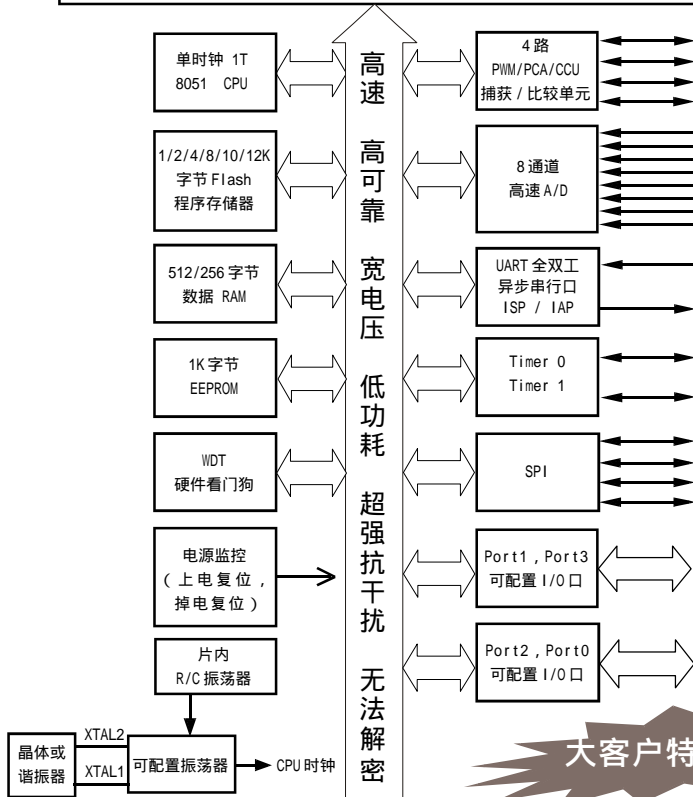 单时钟 1T
8051 CPU
1/2/4/8/10/12K
字节 Flash
程序存储器
512/256 字节
数据 RAM
1K 字节
EEPROM
WDT
硬件看门狗
电源监控
( 上电复位 ,
掉电复位 )
片内
R/C 振荡器
晶体或
谐振器
XTAL2
XTAL1
可配置振荡器
CPU 时钟
高速 高可靠 宽电压 低功耗 超强抗干扰 无法解密
4 路
PWM/PCA/CCU
捕获 / 比较单元
8 通道
高速 A/D
UART 全双工
异步串行口
ISP / IAP
Timer 0
Timer 1
SPI
Port1 , Port3
可配置 I/O 口
Port2 , Port0
可配置 I/O 口
大客户特